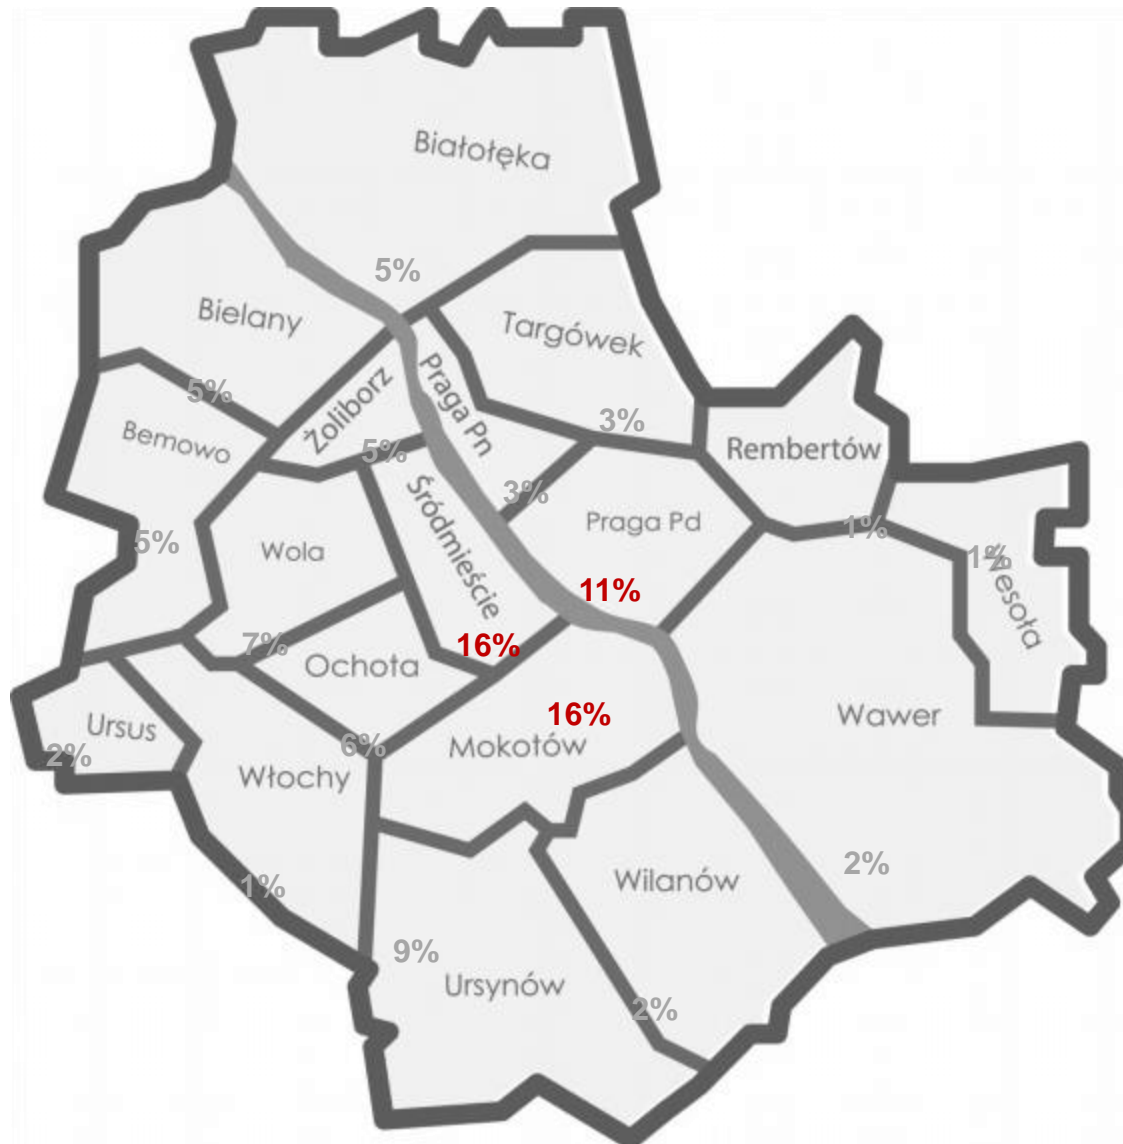 Białołęka
5%
Bielany
Targówek
5%
Żoliborz
Praga Pn
3%
Bemowo
5%
Rembertów
Śródmieście
3%
Praga Pd
1%
5%
Wola
1%
Wesoła
11%
7%
16%
Ochota
Ursus
2%
16%
Mokotów
6%
Wawer
Włochy
1%
Wilanów
2%
9%
Ursynów
2%